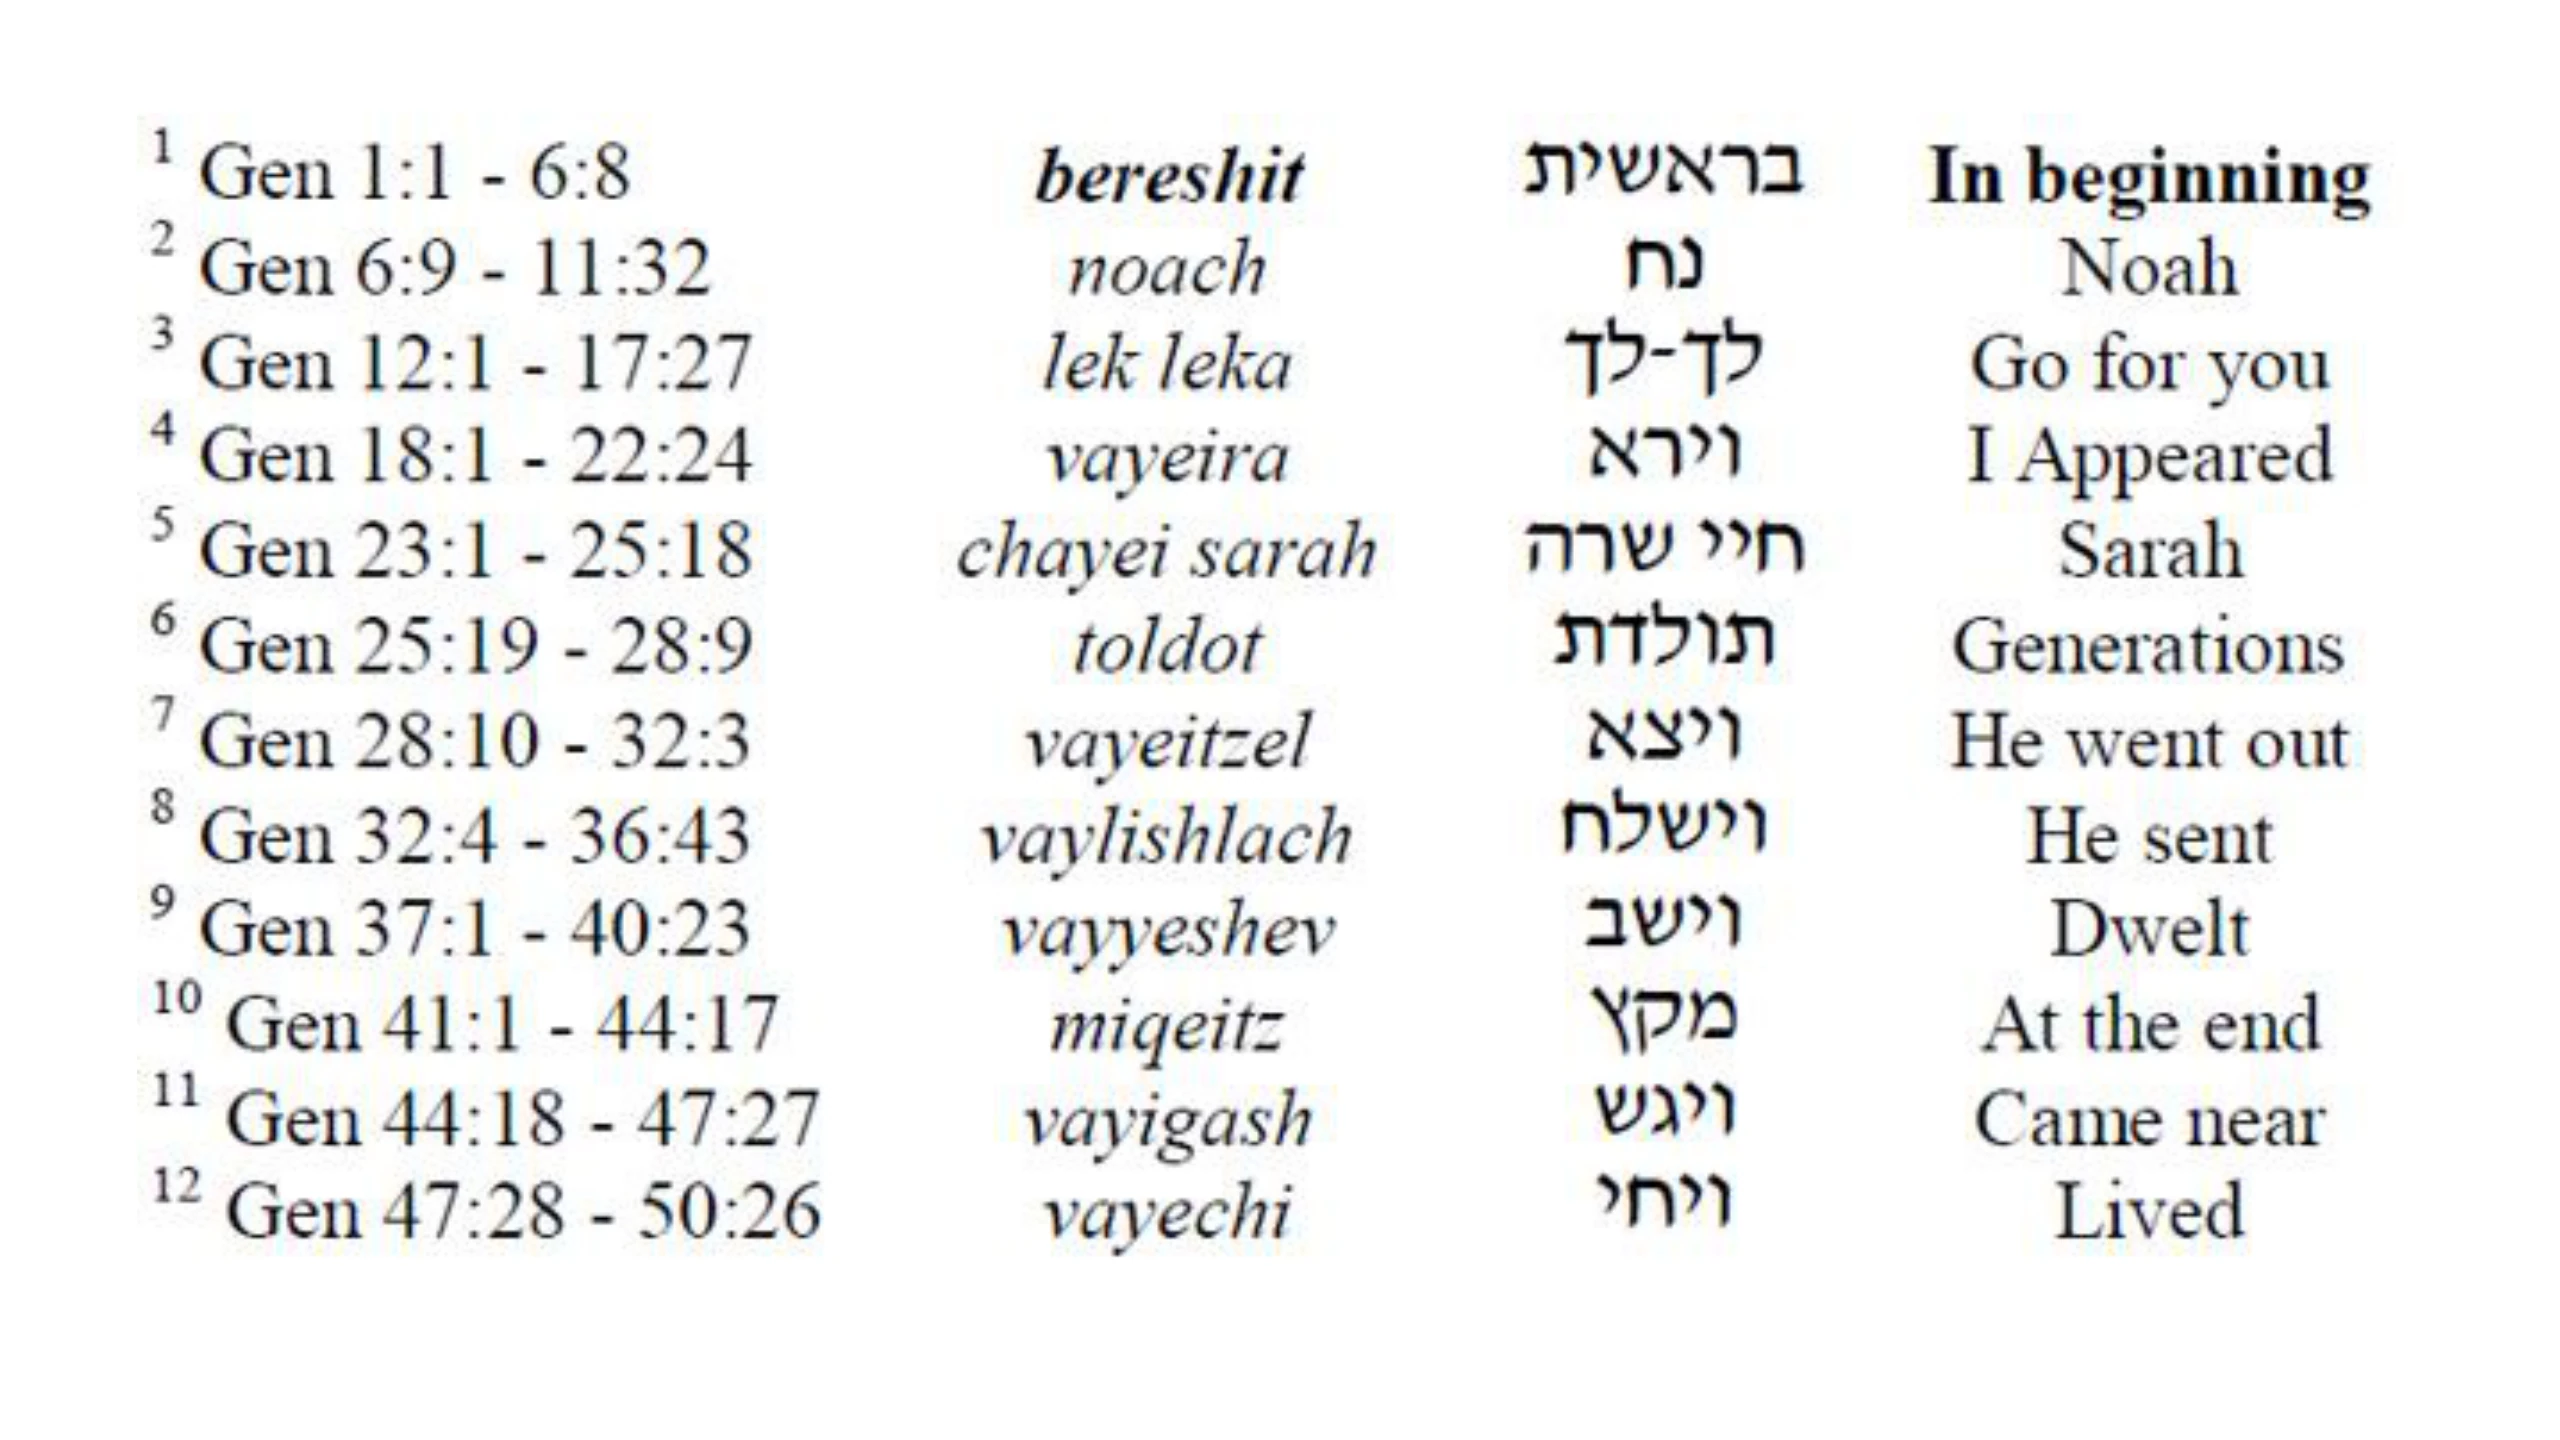 1 Gen 1:1 - 6:8 bereshit בראשית In beginning
2 Gen 6:9 - 11:32 noach נח Noah
3 Gen 12:1 - 17:27 lek leka לך-לך Go for you
4 Gen 18:1 - 22:24 vayeira וירא I Appeared
5 Gen 23:1 - 25:18 chayei sarah חיי שרה Sarah
6 Gen 25:19 - 28:9 toldot תולדת Generations
7 Gen 28:10 - 32:3 vayeitzel ויצא He went out
8 Gen 32:4 - 36:43 vaylishlach וישלח He sent
9 Gen 37:1 - 40:23 vayyeshev וישב Dwelt
10 Gen 41:1 - 44:17 miqeitz מקץ At the end
11 Gen 44:18 - 47:27 vayigash ויגש Came near
12 Gen 47:28 - 50:26 vayechi ויחי Lived